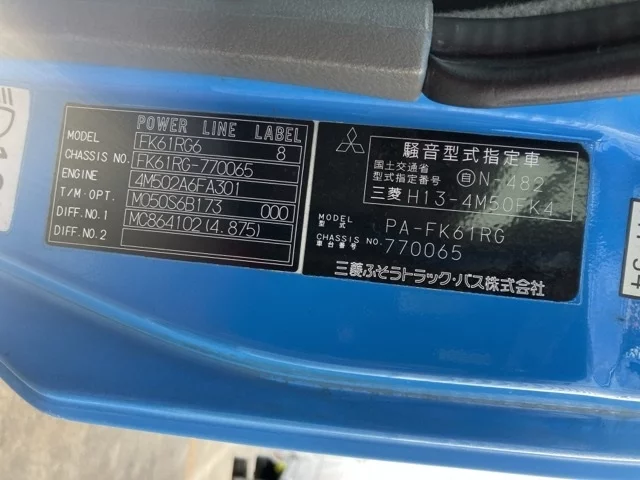 POWER LINE LABEL
MODEL FK61RG6 8
CHASSIS NO. FK61RG-770065
ENGINE 4M502A6FA301
T/M-OPT. M050S6B173 000
DIFF.NO.1 MC864102(4.875)
DIFF.NO.2
騒音型式指定車
国土交通省
型式指定番号 自 N-482
三菱 H13-4M50FK4
MODEL
型式 PA-FK61RG
CHASSIS NO.
車台番号 770065
三菱ふそうトラック・バス株式会社